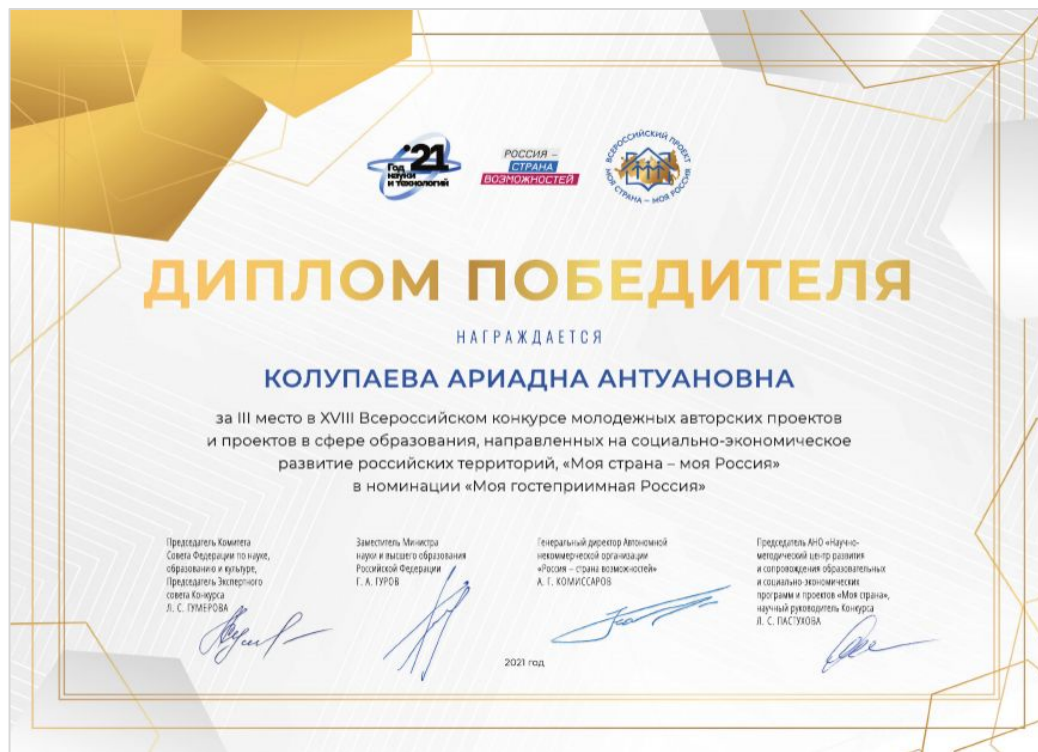 '21
Год
науки
и технологий
РОССИЯ –
СТРАНА
ВОЗМОЖНОСТЕЙ
ВСЕРОССИЙСКИЙ ПРОЕКТ
МОЯ СТРАНА – МОЯ РОССИЯ
ДИПЛОМ ПОБЕДИТЕЛЯ
НАГРАЖДАЕТСЯ
КОЛУПАЕВА АРИАДНА АНТУАНОВНА
за III место в XVIII Всероссийском конкурсе молодежных авторских проектов
и проектов в сфере образования, направленных на социально-экономическое
развитие российских территорий, «Моя страна – моя Россия»
в номинации «Моя гостеприимная Россия»
Председатель Комитета
Совета Федерации по науке,
образованию и культуре,
Председатель Экспертного
совета Конкурса
Л. С. ГУМЕРОВА
Заместитель Министра
науки и высшего образования
Российской Федерации
Г. А. ГУРОВ
Генеральный директор Автономной
некоммерческой организации
«Россия – страна возможностей»
А. Г. КОМИССАРОВ
Председатель АНО «Научно-
методический центр развития
и сопровождения образовательных
и социально-экономических
программ и проектов «Моя страна»,
научный руководитель Конкурса
Л. С. ПАСТУХОВА
2021 год